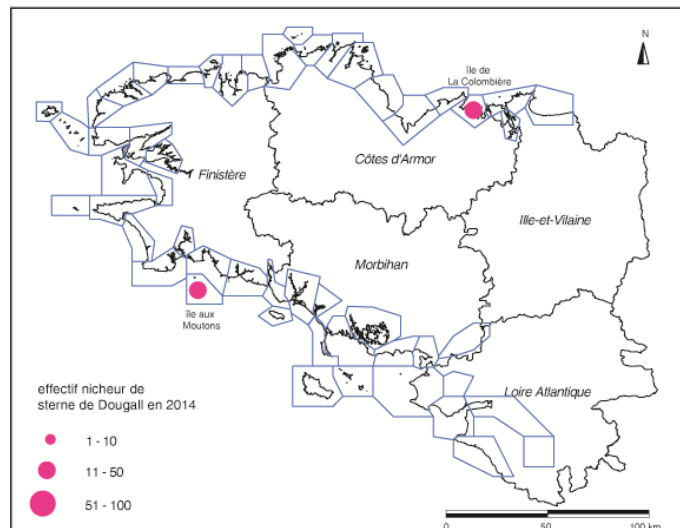 N
île de
La Colombière
Côtes d'Armor
Finistère
Ille-et-Vilaine
Morbihan
île aux
Moutons
Loire Atlantique
effectif nicheur de
sterne de Dougall en 2014
1 - 10
11 - 50
51 - 100
0 50 100 km